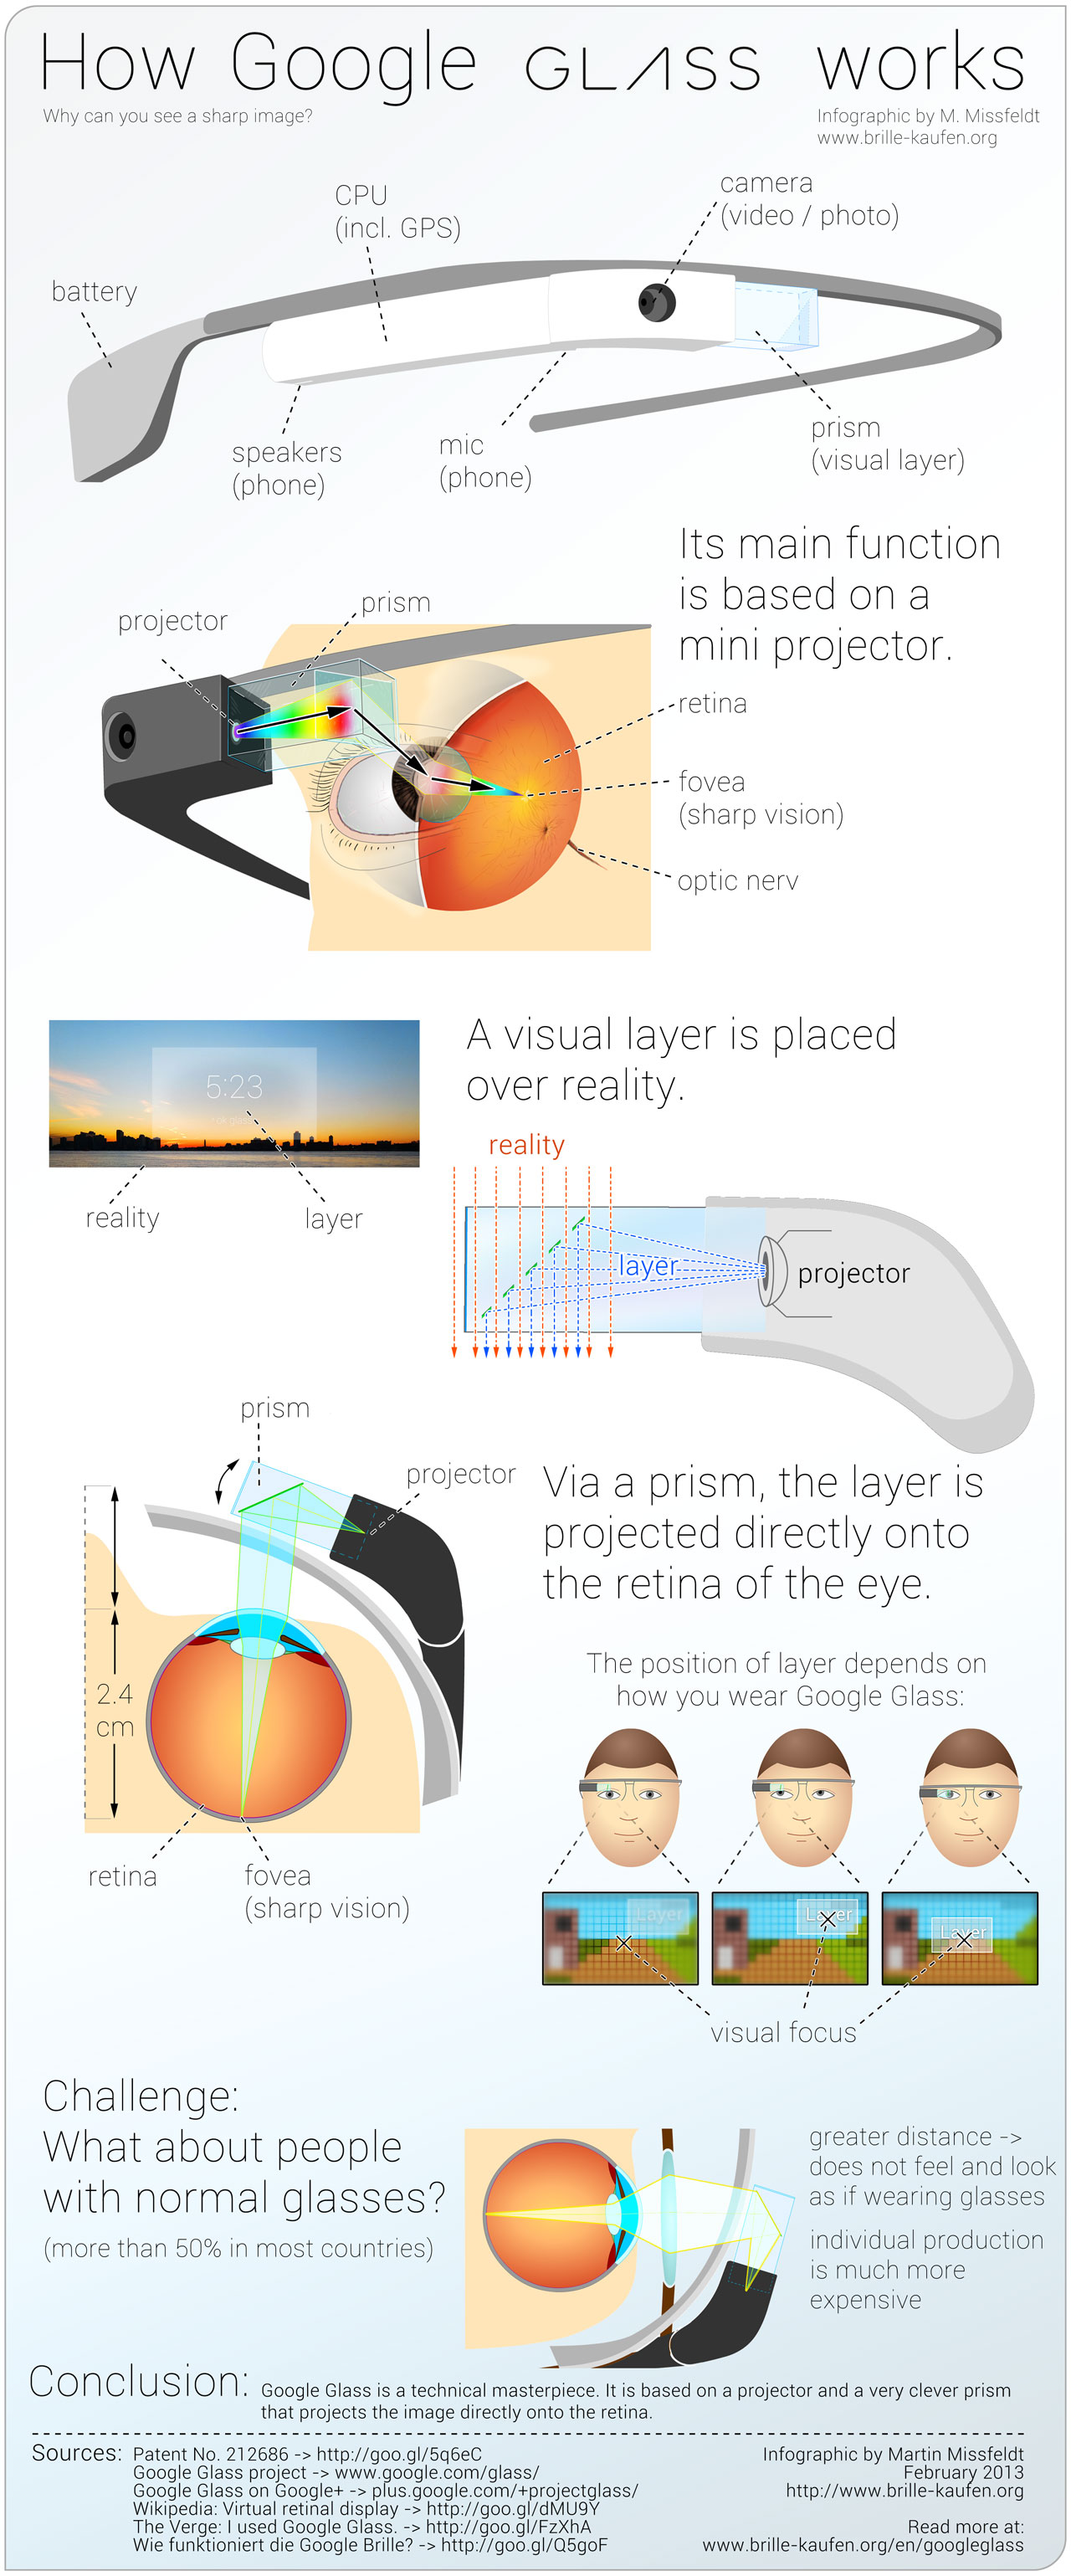 How Google GLASS works
Why can you see a sharp image?
Infographic by M. Missfeldt
www.brille-kaufen.org
CPU
(incl. GPS)
camera
(video / photo)
battery
speakers
(phone)
mic
(phone)
prism
(visual layer)
Its main function
is based on a
mini projector.
projector
prism
retina
fovea
(sharp vision)
optic nerv
5:23
reality
layer
A visual layer is placed
over reality.
reality
layer
projector
prism
projector
2.4
cm
retina
fovea
(sharp vision)
Via a prism, the layer is
projected directly onto
the retina of the eye.
The position of layer depends on
how you wear Google Glass:
Layer
Layer
Layer
visual focus
Challenge:
What about people
with normal glasses?
(more than 50% in most countries)
greater distance ->
does not feel and look
as if wearing glasses
individual production
is much more
expensive
Conclusion:
Google Glass is a technical masterpiece. It is based on a projector and a very clever prism
that projects the image directly onto the retina.
Sources:
Patent No. 212686 -> http://goo.gl/5q6eC
Google Glass project -> www.google.com/glass/
Google Glass on Google+ -> plus.google.com/+projectglass/
Wikipedia: Virtual retinal display -> http://goo.gl/dMU9Y
The Verge: I used Google Glass. -> http://goo.gl/FzXhA
Wie funktioniert die Google Brille? -> http://goo.gl/Q5goF
Infographic by Martin Missfeldt
February 2013
http://www.brille-kaufen.org
Read more at:
www.brille-kaufen.org/en/googleglass